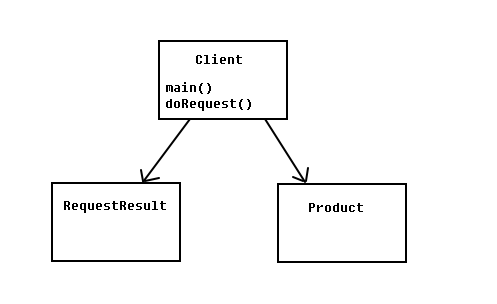 Client
main()
doRequest()
RequestResult
Product